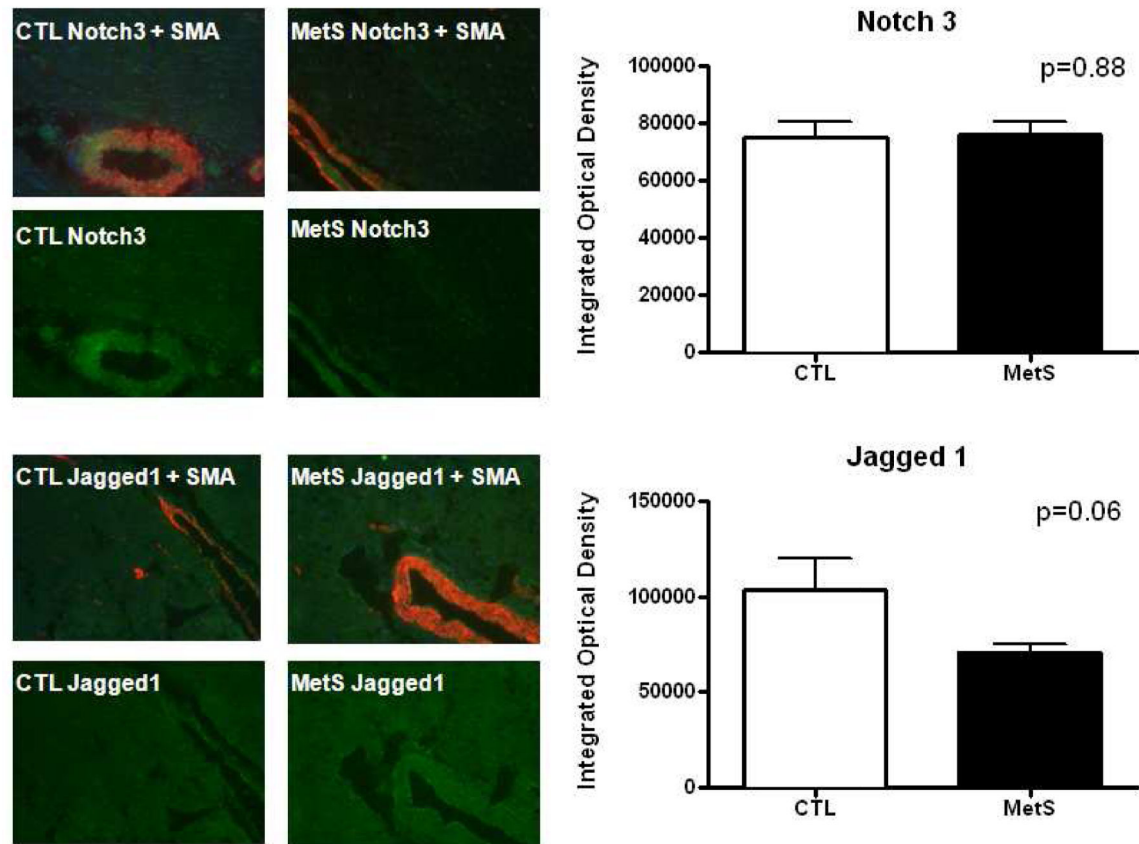 CTL Notch3 + SMA
MetS Notch3 + SMA
CTL Notch3
MetS Notch3
Notch 3
p=0.88
Integrated Optical Density
100000
80000
60000
40000
20000
0
CTL
MetS
CTL Jagged1 + SMA
MetS Jagged1 + SMA
CTL Jagged1
MetS Jagged1
Jagged 1
p=0.06
Integrated Optical Density
150000
100000
50000
0
CTL
MetS